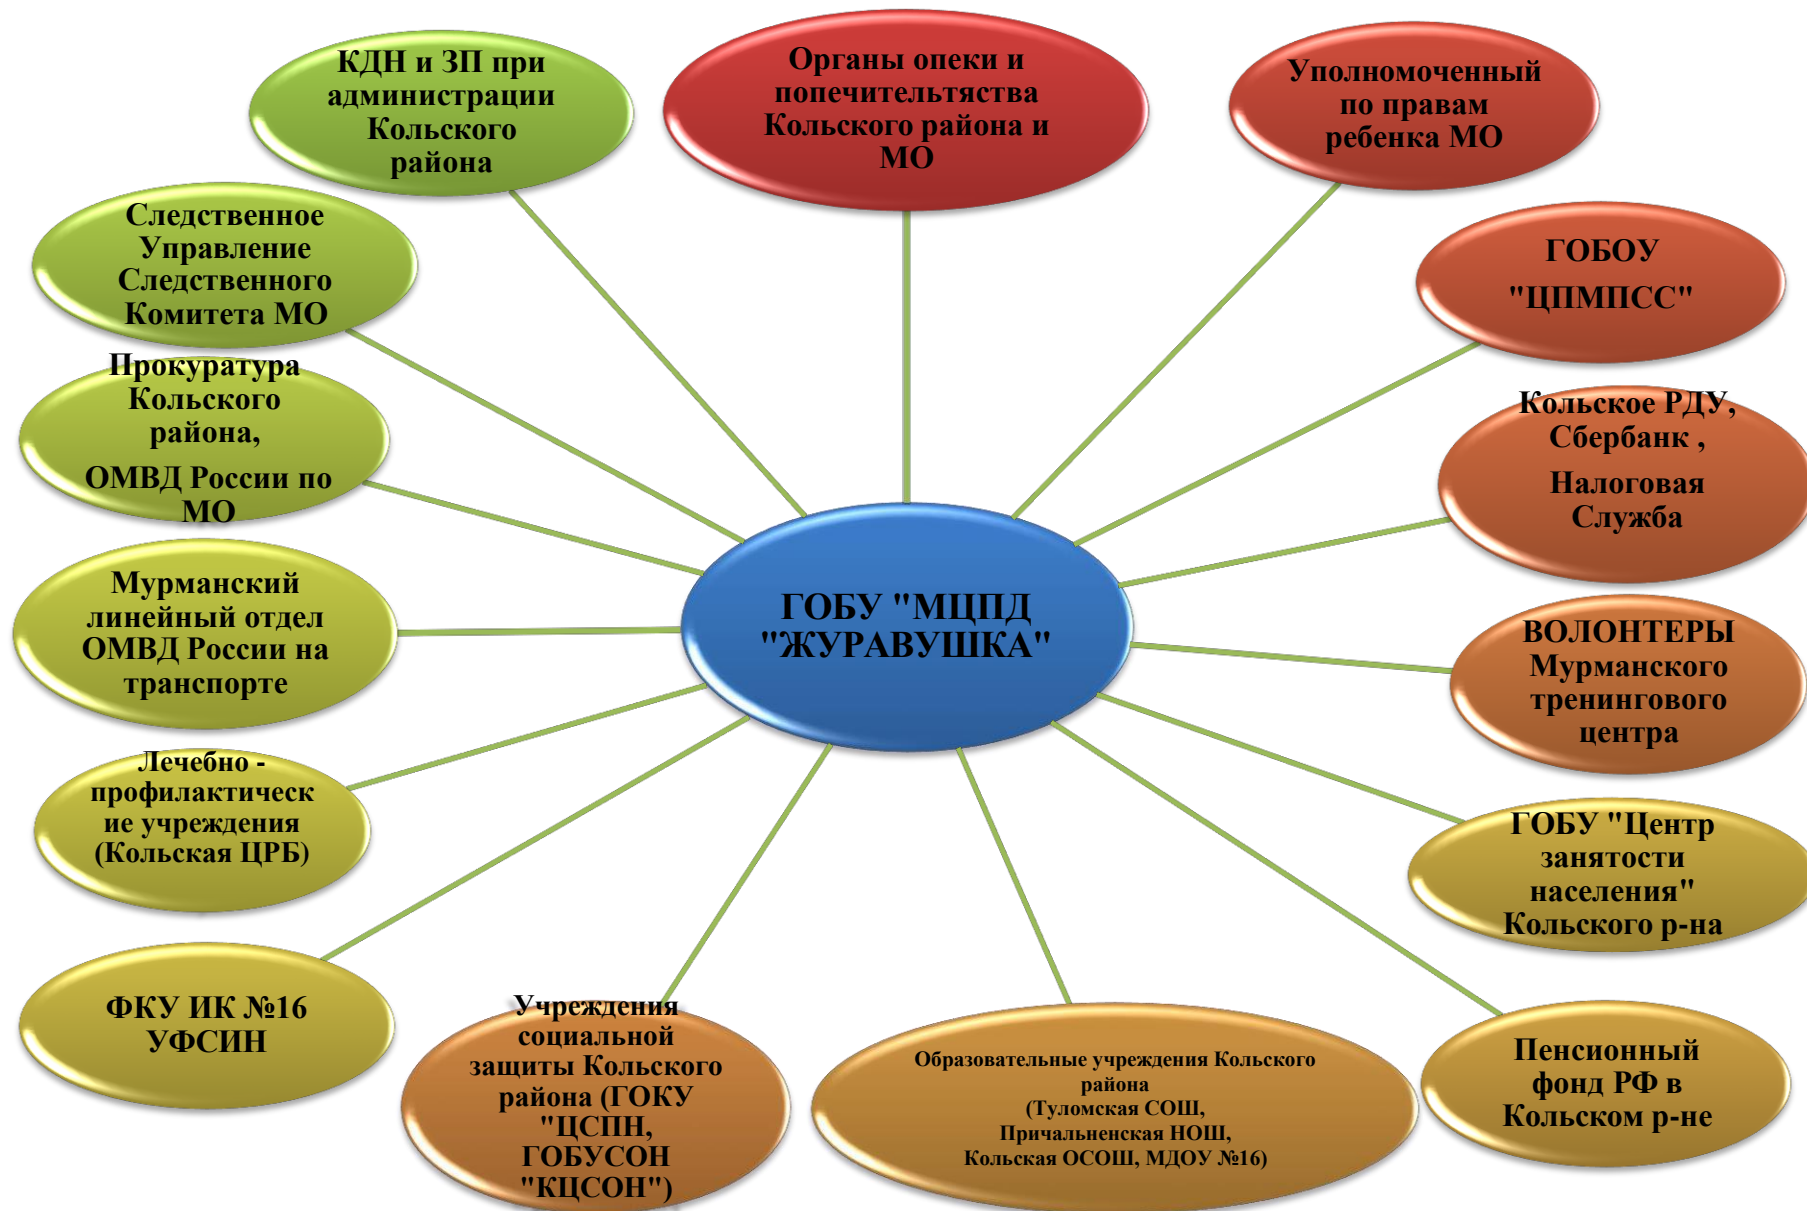 КДН и ЗП при
администрации
Кольского
района
Органы опеки и
попечительтяства
Кольского района и
МО
Уполномоченный
по правам
ребенка МО
Следственное
Управление
Следственного
Комитета МО
ГОБОУ
"ЦПМПСС"
Прокуратура
Кольского
района,
ОМВД России по
МО
Кольское РДУ,
Сбербанк ,
Налоговая
Служба
Мурманский
линейный отдел
ОМВД России на
транспорте
ГОБУ "МЦПД
"ЖУРАВУШКА"
ВОЛОНТЕРЫ
Мурманского
тренингового
центра
Лечебно -
профилактическ
ие учреждения
(Кольская ЦРБ)
ГОБУ "Центр
занятости
населения"
Кольского р-на
ФКУ ИК №16
УФСИН
Учреждения
социальной
защиты Кольского
района (ГОКУ
"ЦСПН,
ГОБУСОН
"КЦСОН")
Образовательные учреждения Кольского
района
(Туломская СОШ,
Причальненская НОШ,
Кольская ОСОШ, МДОУ №16)
Пенсионный
фонд РФ в
Кольском р-не